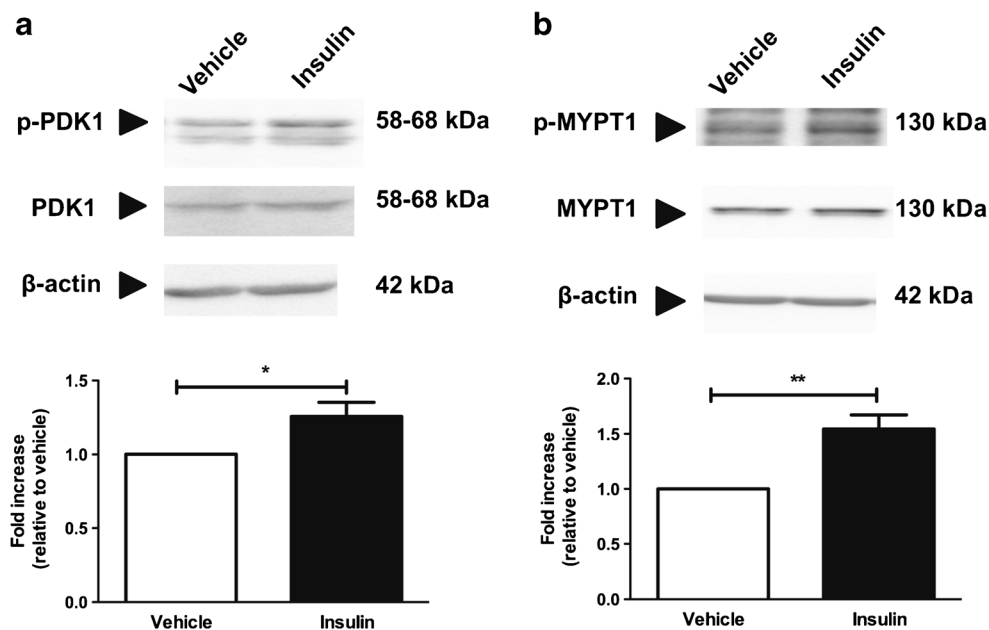 a
Vehicle
Insulin
p-PDK1
58-68 kDa
PDK1
58-68 kDa
β-actin
42 kDa
*
1.5
1.0
0.5
0.0
Fold increase
(relative to vehicle)
Vehicle
Insulin
b
Vehicle
Insulin
p-MYPT1
130 kDa
MYPT1
130 kDa
β-actin
42 kDa
**
2.0
1.5
1.0
0.5
0.0
Fold increase
(relative to vehicle)
Vehicle
Insulin